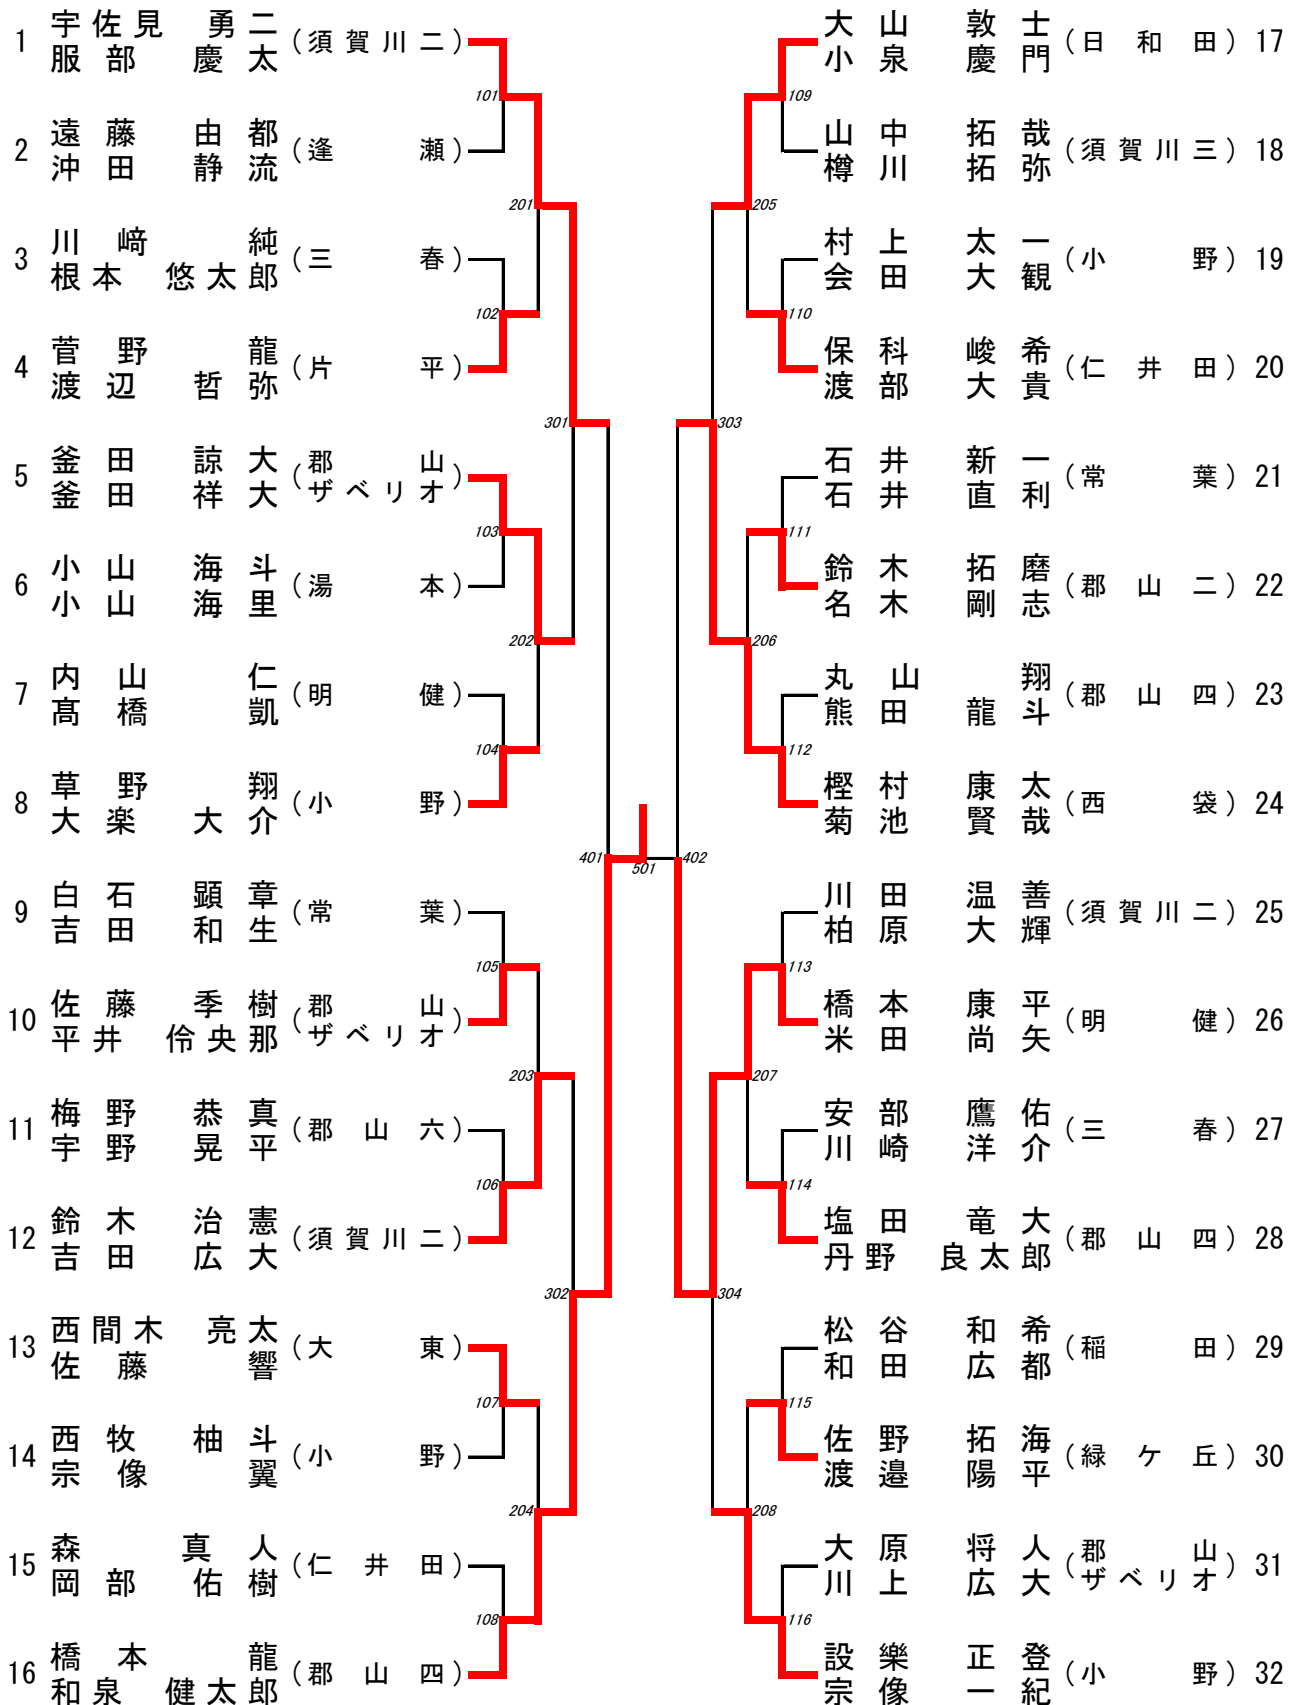 1 宇佐見 勇二 (須賀川二)
服部 慶太
2 遠藤 由都 (逢瀬)
沖田 静流
3 川﨑 純 (三春)
根本 悠太郎
4 菅野 龍 (片平)
渡辺 哲弥
5 釜田 諒大 (郡山ザベリオ)
釜田 祥大
6 小山 海斗 (湯本)
小山 海里
7 内山 仁 (明健)
髙橋 凱
8 草野 翔 (小野)
大楽 大介
9 白石 顕章 (常葉)
吉田 和生
10 佐藤 季樹 (郡山ザベリオ)
平井 伶央那
11 梅野 恭真 (郡山六)
宇野 晃平
12 鈴木 治憲 (須賀川二)
吉田 広大
13 西間木 亮太 (大東)
佐藤 響
14 西牧 柚斗 (小野)
宗像 翼
15 森 真人 (仁井田)
岡部 佑樹
16 橋本 龍 (郡山四)
和泉 健太郎
101
102
103
104
105
106
107
108
201
202
203
204
301
302
401
501
402
303
304
205
206
207
208
109
110
111
112
113
114
115
116
大山 敦士 (日和田) 17
小泉 慶門
山中 拓哉 (須賀川三) 18
樽川 拓弥
村上 太一 (小野) 19
会田 大観
保科 峻希 (仁井田) 20
渡部 大貴
石井 新一 (常葉) 21
石井 直利
鈴木 拓磨 (郡山二) 22
名木 剛志
丸山 翔 (郡山四) 23
熊田 龍斗
樫村 康太 (西袋) 24
菊池 賢哉
川田 温善 (須賀川二) 25
柏原 大輝
橋本 康平 (明健) 26
米田 尚矢
安部 鷹佑 (三春) 27
川崎 洋介
塩田 竜大 (郡山四) 28
丹野 良太郎
松谷 和希 (稲田) 29
和田 広都
佐野 拓海 (緑ケ丘) 30
渡邉 陽平
大原 将人 (郡山ザベリオ) 31
川上 広大
設樂 正登 (小野) 32
宗像 一紀